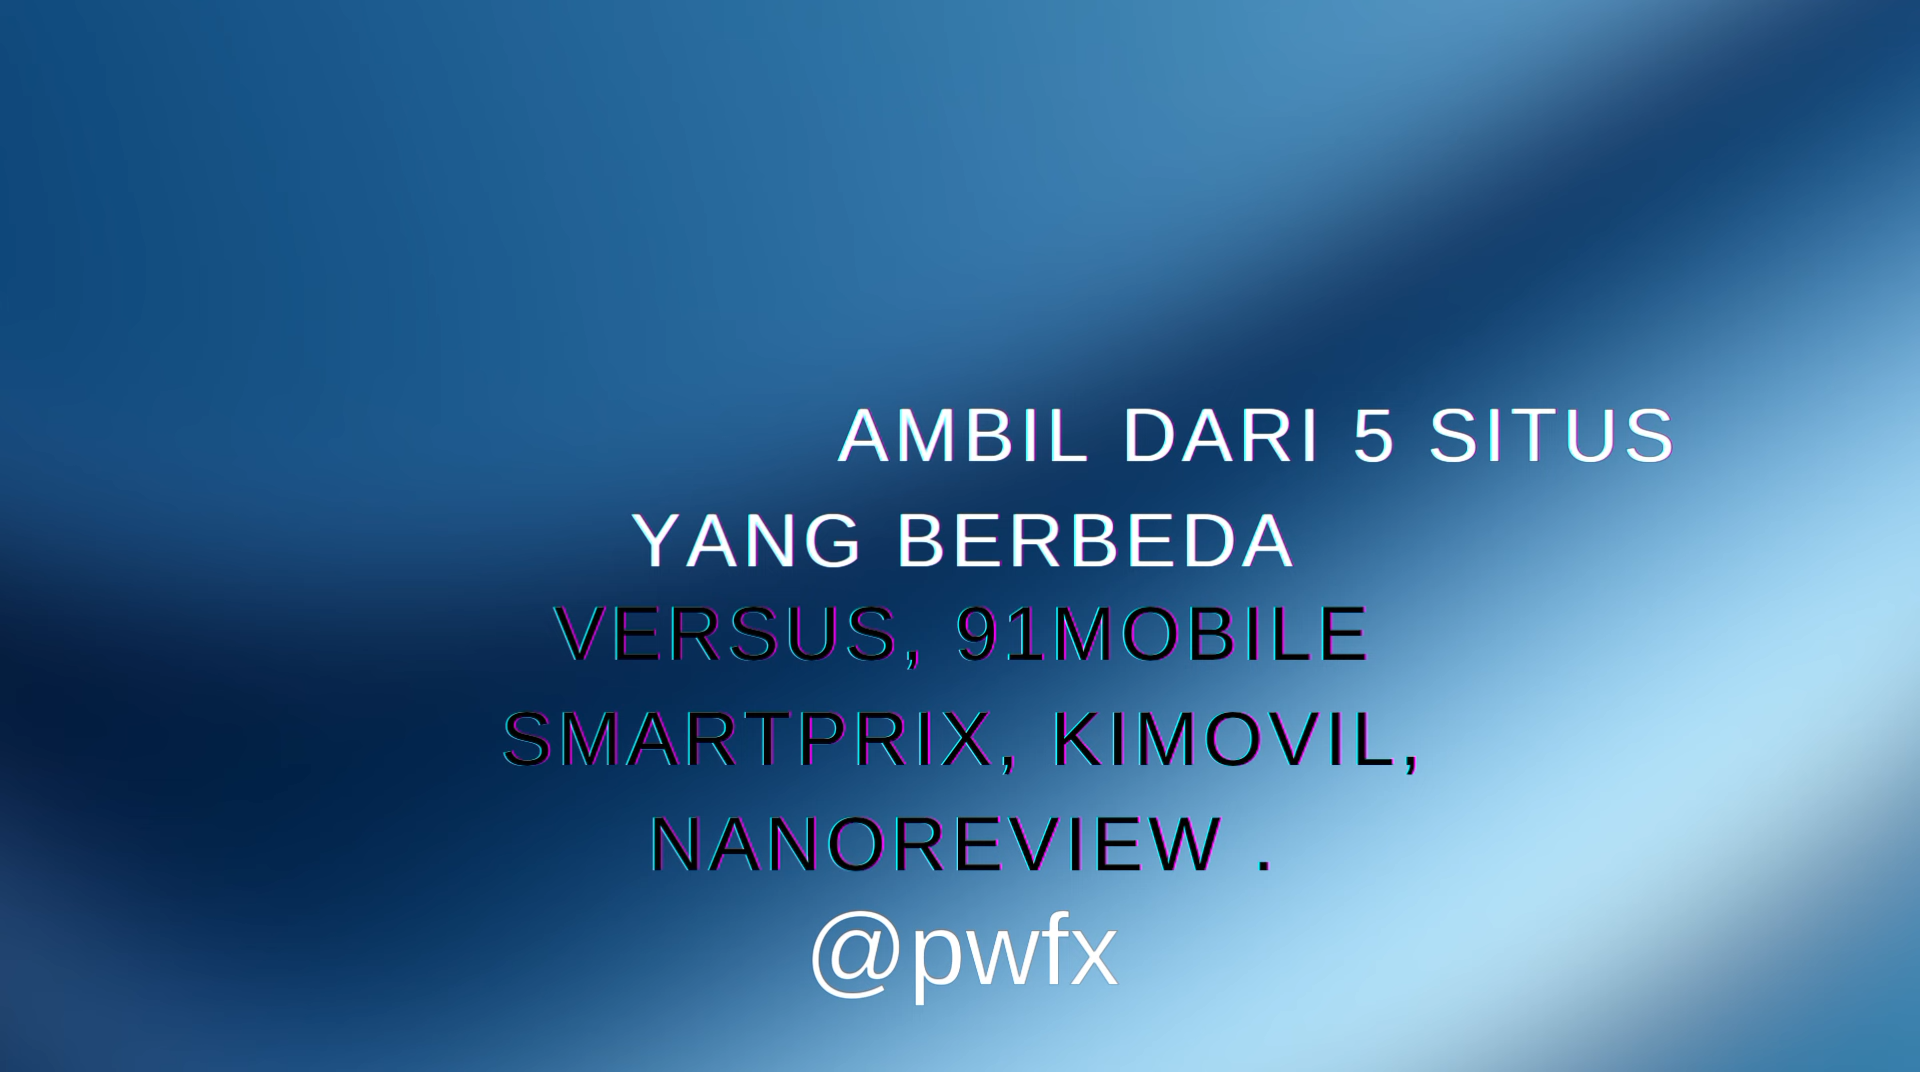 AMBIL DARI 5 SITUS
YANG BERBEDA
VERSUS, 91MOBILE
SMARTPRIX, KIMOVIL,
NANOREVIEW .
@pwfx